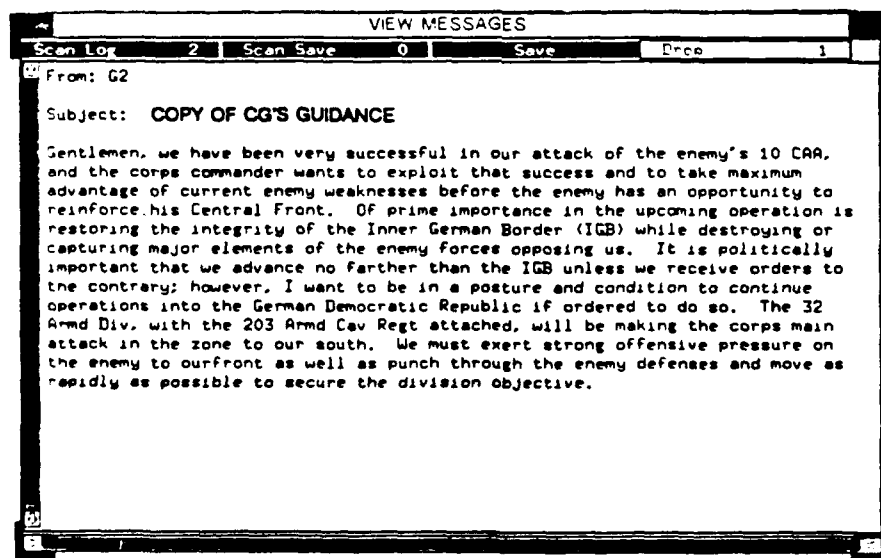 VIEW MESSAGES
Scan Log 2 Scan Save 0 Save Drop 1
From: G2
Subject: COPY OF CG'S GUIDANCE
Gentlemen, we have been very successful in our attack of the enemy's 10 CAA,
and the corps commander wants to exploit that success and to take maximum
advantage of current enemy weaknesses before the enemy has an opportunity to
reinforce his Central Front. Of prime importance in the upcoming operation is
restoring the integrity of the Inner German Border (IGB) while destroying or
capturing major elements of the enemy forces opposing us. It is politically
important that we advance no farther than the IGB unless we receive orders to
the contrary; however, I want to be in a posture and condition to continue
operations into the German Democratic Republic if ordered to do so. The 32
Armd Div, with the 203 Armd Cav Regt attached, will be making the corps main
attack in the zone to our south. We must exert strong offensive pressure on
the enemy to ourfront as well as punch through the enemy defenses and move as
rapidly as possible to secure the division objective.